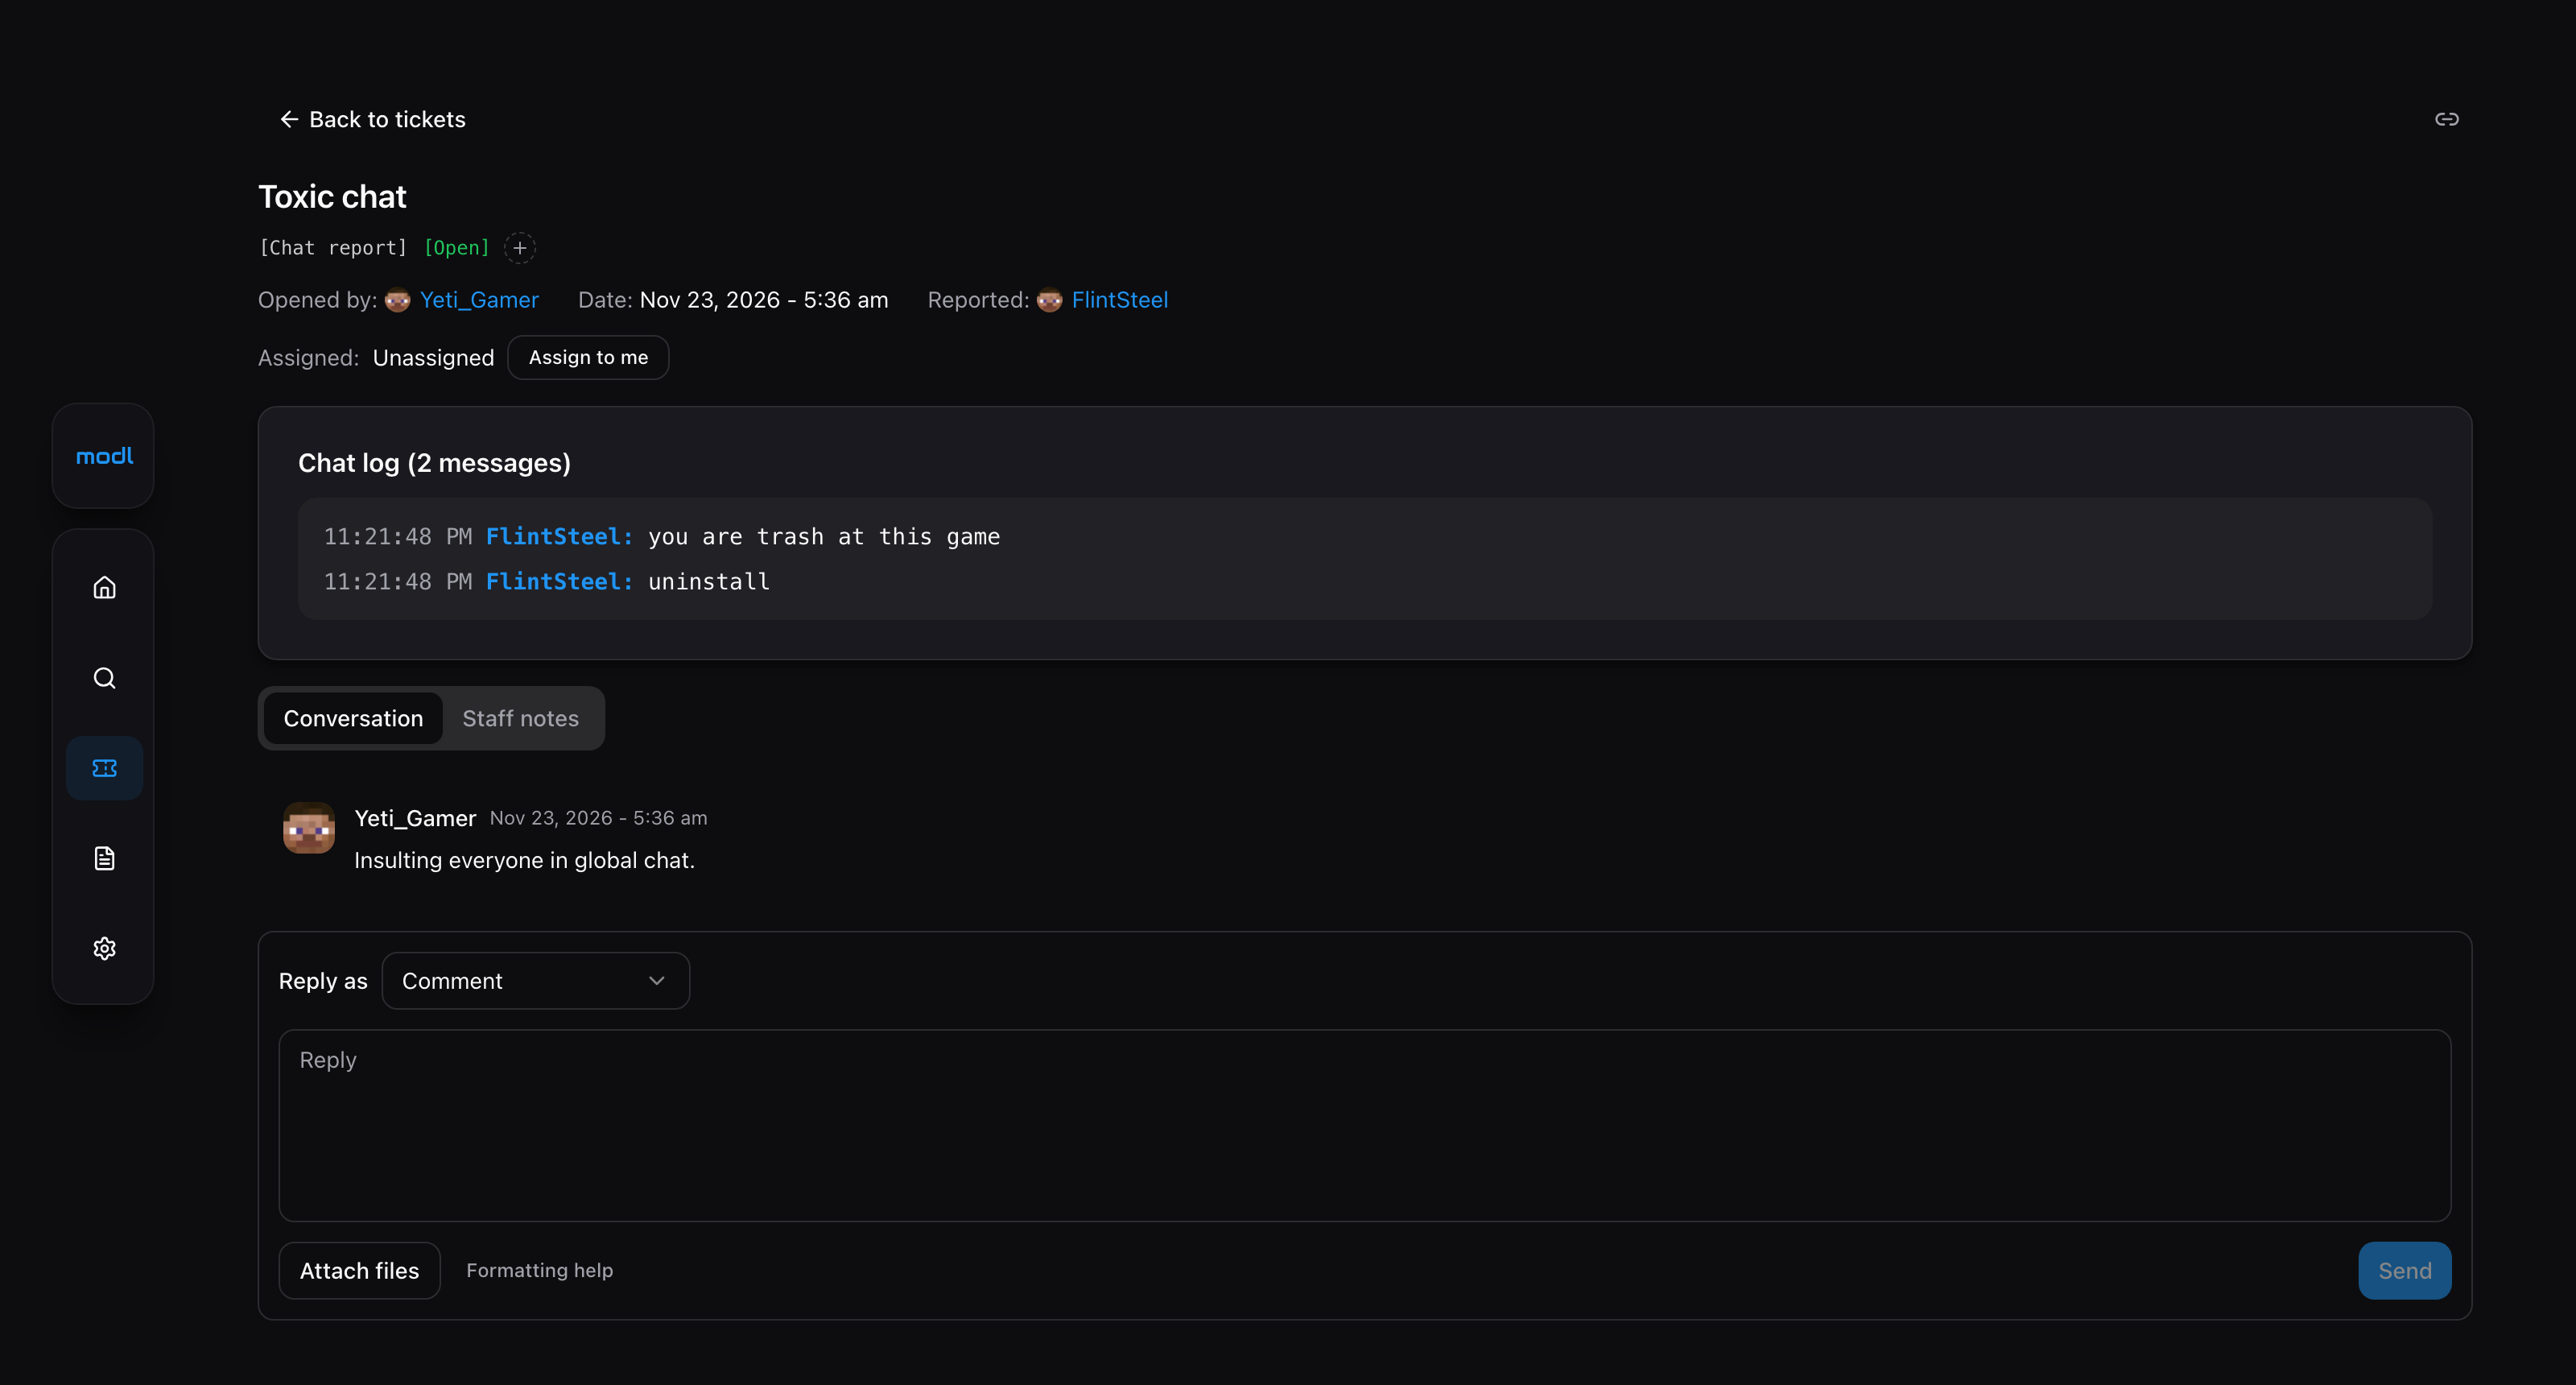 Back to tickets
Toxic chat
[Chat report] [Open]
Opened by: Yeti_Gamer Date: Nov 23, 2026 - 5:36 am Reported: FlintSteel
Assigned: Unassigned Assign to me
modl
Chat log (2 messages)
11:21:48 PM FlintSteel: you are trash at this game
11:21:48 PM FlintSteel: uninstall
Conversation Staff notes
Yeti_Gamer Nov 23, 2026 - 5:36 am
Insulting everyone in global chat.
Reply as Comment
Reply
Attach files Formatting help Send